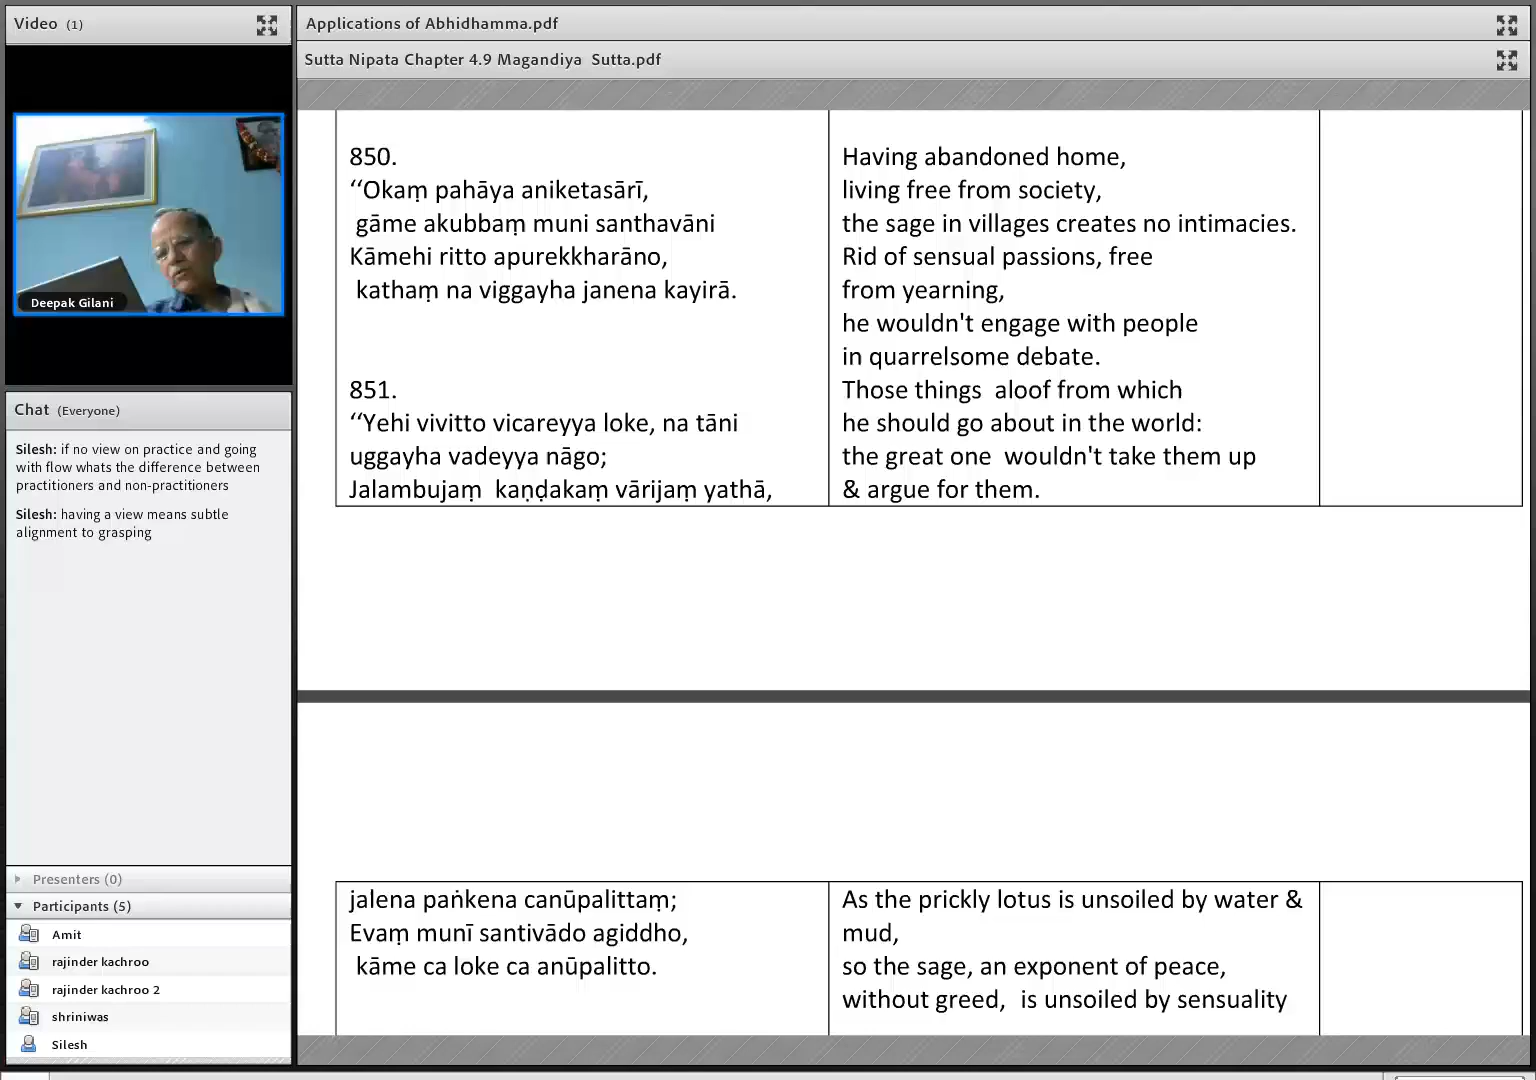 Video (1)
Deepak Gilani
Chat (Everyone)
Silesh: if no view on practice and going
with flow whats the difference between
practitioners and non-practitioners
Silesh: having a view means subtle
alignment to grasping
Presenters (0)
Participants (5)
Amit
rajinder kachroo
rajinder kachroo 2
shriniwas
Silesh
Applications of Abhidhamma.pdf
Sutta Nipata Chapter 4.9 Magandiya  Sutta.pdf
850.
‘‘Okaṃ pahāya aniketasārī,
gāme akubbaṃ muni santhavāni
Kāmehi ritto apurekkharāno,
kathaṃ na viggayha janena kayirā.
851.
‘‘Yehi vivitto vicareyya loke, na tāni
uggayha vadeyya nāgo;
Jalambujaṃ  kaṇḍakaṃ vārijaṃ yathā,
Having abandoned home,
living free from society,
the sage in villages creates no intimacies.
Rid of sensual passions, free
from yearning,
he wouldn't engage with people
in quarrelsome debate.
Those things  aloof from which
he should go about in the world:
the great one  wouldn't take them up
& argue for them.
jalena paṅkena canūpalittaṃ;
Evaṃ munī santivādo agiddho,
kāme ca loke ca anūpalitto.
As the prickly lotus is unsoiled by water &
mud,
so the sage, an exponent of peace,
without greed,  is unsoiled by sensuality